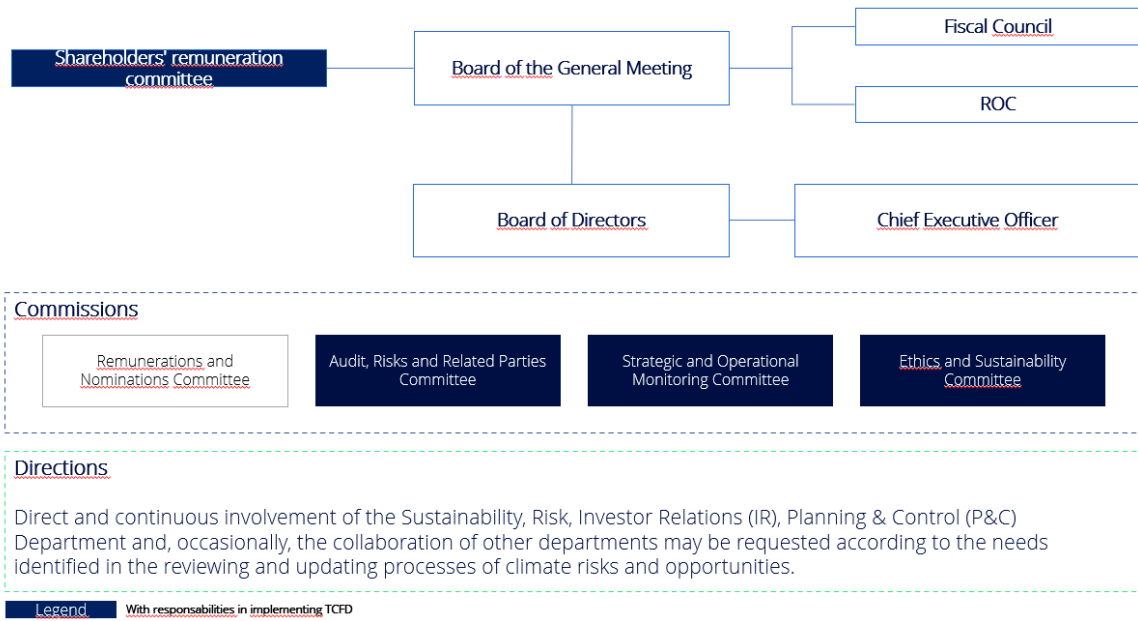 Fiscal Council
Shareholders' remuneration
committee
Board of the General Meeting
ROC
Board of Directors
Chief Executive Officer
Commissions
Remunerations and
Nominations Committee
Audit, Risks and Related Parties
Committee
Strategic and Operational
Monitoring Committee
Ethics and Sustainability
Committee
Directions
Direct and continuous involvement of the Sustainability, Risk, Investor Relations (IR), Planning & Control (P&C)
Department and, occasionally, the collaboration of other departments may be requested according to the needs
identified in the reviewing and updating processes of climate risks and opportunities.
Legend
With responsabilities in implementing TCFD